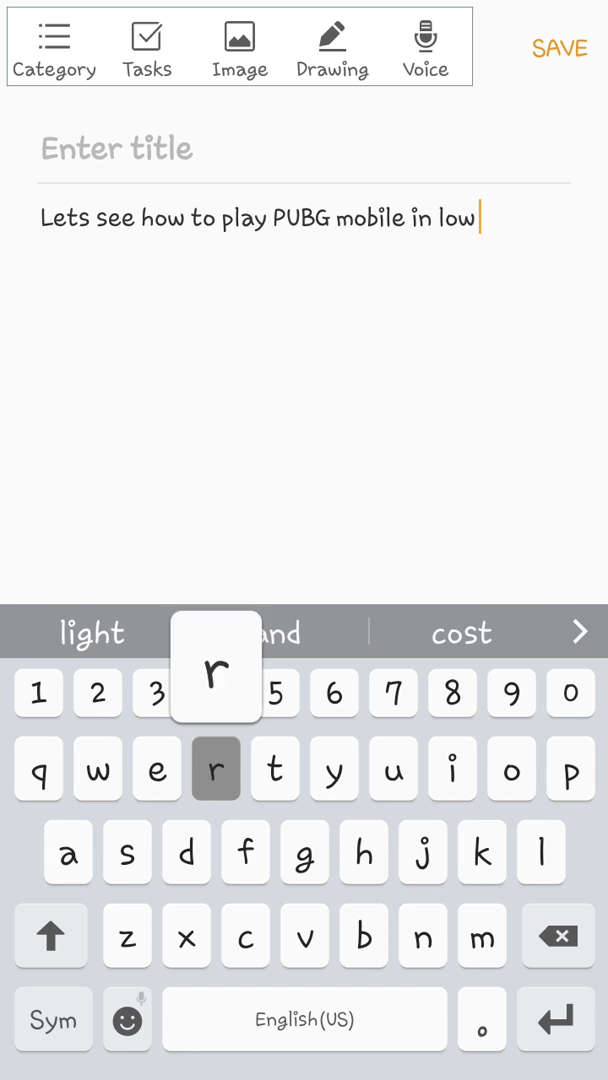 Category Tasks Image Drawing Voice SAVE
Enter title
Lets see how to play PUBG mobile in low
light and cost
r
1 2 3 5 6 7 8 9 0
q w e r t y u i o p
a s d f g h j k l
z x c v b n m
Sym English(US) .